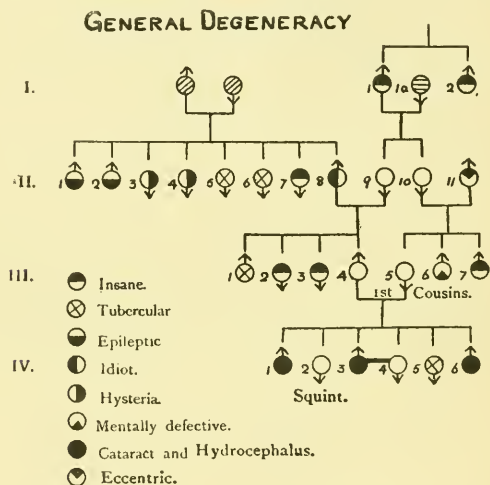 GENERAL DEGENERACY
I.
1 1a 2
II.
1 2 3 4 5 6 7 8 9 10 11
III.
1 2 3 4 5 6 7
1st Cousins.
IV.
1 2 3 4 5 6
Squint.
Insane.
Tubercular
Epileptic
Idiot.
Hysteria.
Mentally defective.
Cataract and Hydrocephalus.
Eccentric.